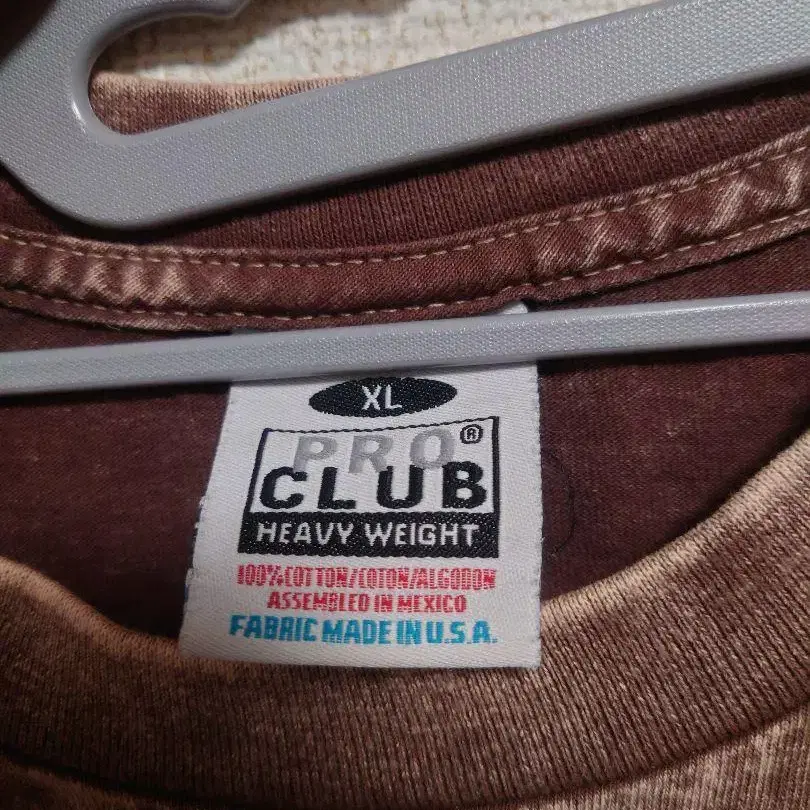 XL
PRO®
CLUB
HEAVY WEIGHT
100%COTTON/COTON/ALGODON
ASSEMBLED IN MEXICO
FABRIC MADE IN U.S.A.